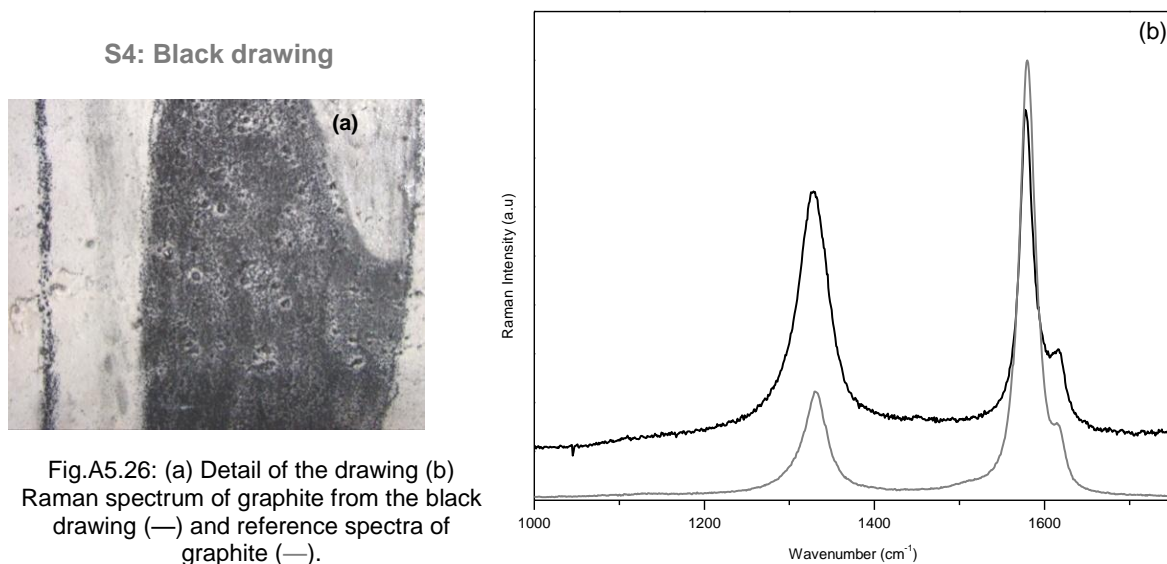 S4: Black drawing
(a)
Fig.A5.26: (a) Detail of the drawing (b)
Raman spectrum of graphite from the black
drawing (—) and reference spectra of
graphite (—).
(b)
Raman Intensity (a.u)
1000 1200 1400 1600
Wavenumber (cm⁻¹)